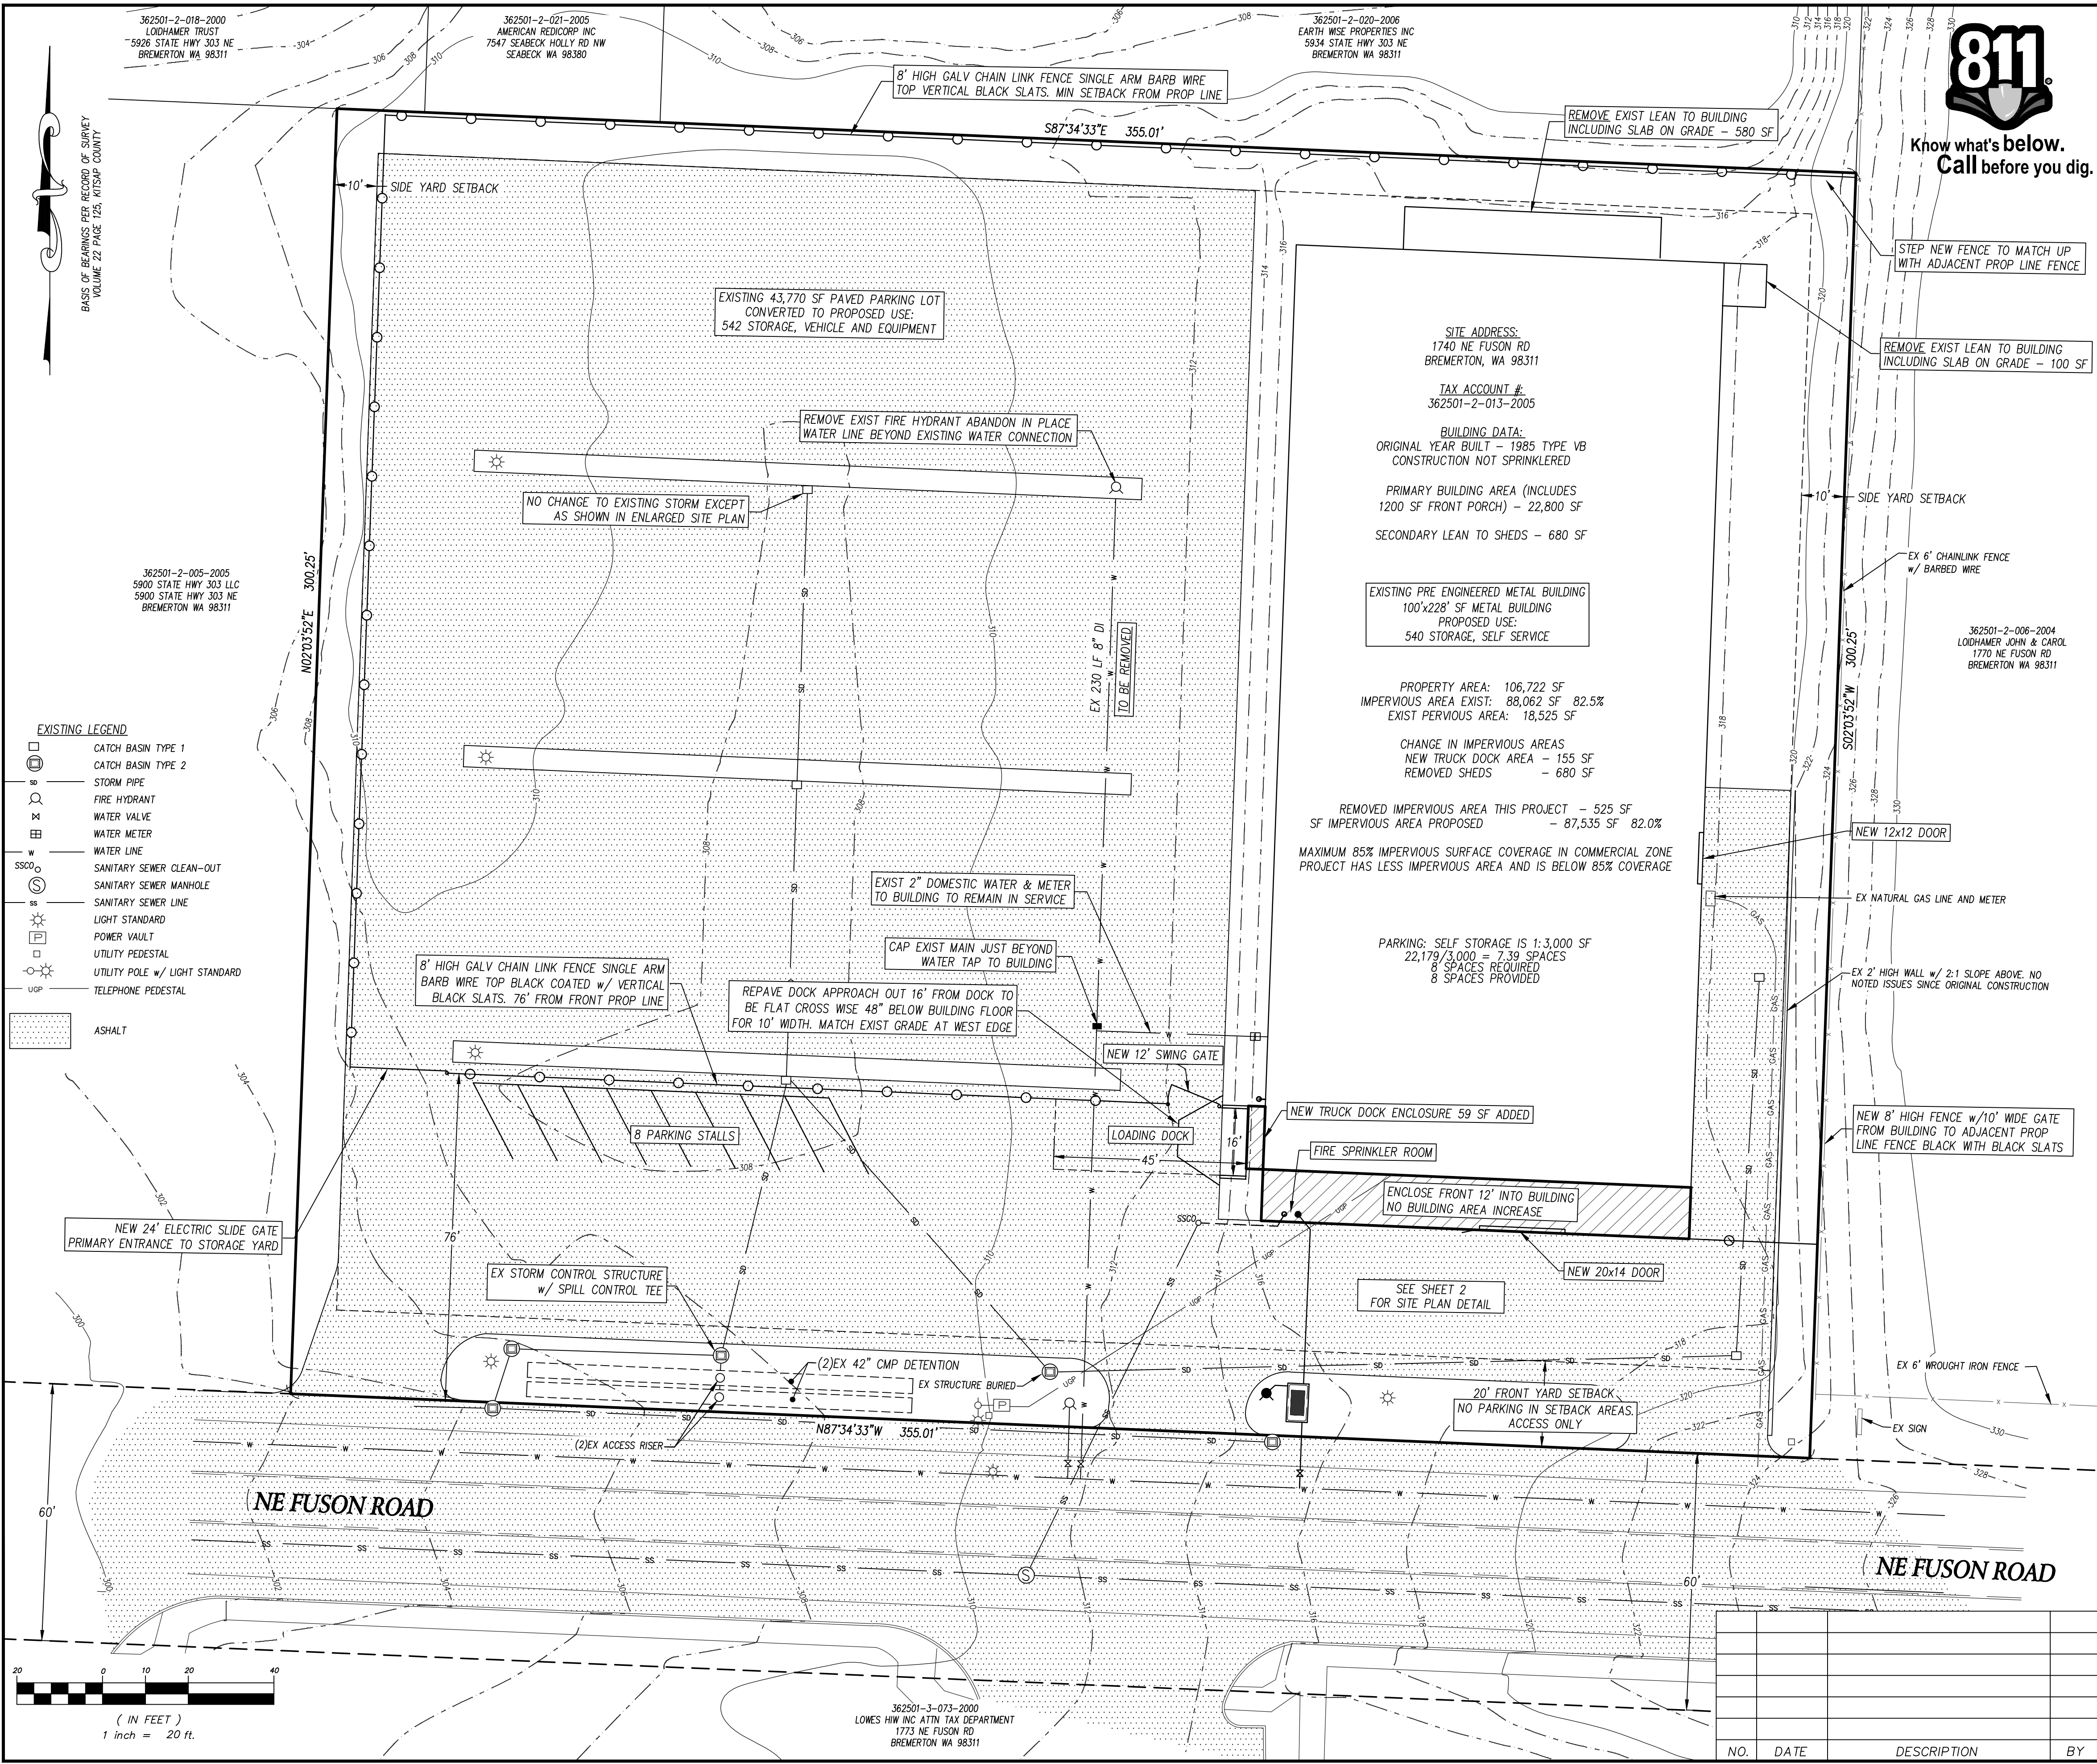 362501-2-018-2000
LOIDHAMER TRUST
5926 STATE HWY 303 NE
BREMERTON WA 98311
362501-2-021-2005
AMERICAN REDICORP INC
7547 SEABECK HOLLY RD NW
SEABECK WA 98380
362501-2-020-2006
EARTH WISE PROPERTIES INC
5934 STATE HWY 303 NE
BREMERTON WA 98311
811
Know what's below.
Call before you dig.
BASIS OF BEARINGS PER RECORD OF SURVEY
VOLUME 22 PAGE 125, KITSAP COUNTY
8' HIGH GALV CHAIN LINK FENCE SINGLE ARM BARB WIRE
TOP VERTICAL BLACK SLATS. MIN SETBACK FROM PROP LINE
S87°34'33"E 355.01'
REMOVE EXIST LEAN TO BUILDING
INCLUDING SLAB ON GRADE – 580 SF
10' SIDE YARD SETBACK
STEP NEW FENCE TO MATCH UP
WITH ADJACENT PROP LINE FENCE
EXISTING 43,770 SF PAVED PARKING LOT
CONVERTED TO PROPOSED USE:
542 STORAGE, VEHICLE AND EQUIPMENT
REMOVE EXIST LEAN TO BUILDING
INCLUDING SLAB ON GRADE – 100 SF
SITE ADDRESS:
1740 NE FUSON RD
BREMERTON, WA 98311
TAX ACCOUNT #:
362501-2-013-2005
BUILDING DATA:
ORIGINAL YEAR BUILT – 1985 TYPE VB
CONSTRUCTION NOT SPRINKLERED
PRIMARY BUILDING AREA (INCLUDES
1200 SF FRONT PORCH) – 22,800 SF
SECONDARY LEAN TO SHEDS – 680 SF
REMOVE EXIST FIRE HYDRANT ABANDON IN PLACE
WATER LINE BEYOND EXISTING WATER CONNECTION
NO CHANGE TO EXISTING STORM EXCEPT
AS SHOWN IN ENLARGED SITE PLAN
10' SIDE YARD SETBACK
EX 6' CHAINLINK FENCE
w/ BARBED WIRE
362501-2-005-2005
5900 STATE HWY 303 LLC
5900 STATE HWY 303 NE
BREMERTON WA 98311
N02°03'52"E 300.25'
EXISTING PRE ENGINEERED METAL BUILDING
100'x228' SF METAL BUILDING
PROPOSED USE:
540 STORAGE, SELF SERVICE
EX 230 LF 8" DI
TO BE REMOVED
S02°03'52"W 300.25'
362501-2-006-2004
LOIDHAMER JOHN & CAROL
1770 NE FUSON RD
BREMERTON WA 98311
PROPERTY AREA: 106,722 SF
IMPERVIOUS AREA EXIST: 88,062 SF 82.5%
EXIST PERVIOUS AREA: 18,525 SF
CHANGE IN IMPERVIOUS AREAS
NEW TRUCK DOCK AREA – 155 SF
REMOVED SHEDS – 680 SF
REMOVED IMPERVIOUS AREA THIS PROJECT – 525 SF
SF IMPERVIOUS AREA PROPOSED – 87,535 SF 82.0%
MAXIMUM 85% IMPERVIOUS SURFACE COVERAGE IN COMMERCIAL ZONE
PROJECT HAS LESS IMPERVIOUS AREA AND IS BELOW 85% COVERAGE
PARKING: SELF STORAGE IS 1:3,000 SF
22,179/3,000 = 7.39 SPACES
8 SPACES REQUIRED
8 SPACES PROVIDED
EXISTING LEGEND
CATCH BASIN TYPE 1
CATCH BASIN TYPE 2
SD STORM PIPE
FIRE HYDRANT
WATER VALVE
WATER METER
W WATER LINE
SSCO SANITARY SEWER CLEAN-OUT
S SANITARY SEWER MANHOLE
SS SANITARY SEWER LINE
LIGHT STANDARD
P POWER VAULT
UTILITY PEDESTAL
UTILITY POLE w/ LIGHT STANDARD
UGP TELEPHONE PEDESTAL
ASHALT
NEW 12x12 DOOR
EX NATURAL GAS LINE AND METER
EX 2' HIGH WALL w/ 2:1 SLOPE ABOVE. NO
NOTED ISSUES SINCE ORIGINAL CONSTRUCTION
EXIST 2" DOMESTIC WATER & METER
TO BUILDING TO REMAIN IN SERVICE
CAP EXIST MAIN JUST BEYOND
WATER TAP TO BUILDING
8' HIGH GALV CHAIN LINK FENCE SINGLE ARM
BARB WIRE TOP BLACK COATED w/ VERTICAL
BLACK SLATS. 76' FROM FRONT PROP LINE
REPAVE DOCK APPROACH OUT 16' FROM DOCK TO
BE FLAT CROSS WISE 48" BELOW BUILDING FLOOR
FOR 10' WIDTH. MATCH EXIST GRADE AT WEST EDGE
NEW 12' SWING GATE
NEW TRUCK DOCK ENCLOSURE 59 SF ADDED
8 PARKING STALLS
LOADING DOCK
16'
45'
FIRE SPRINKLER ROOM
NEW 8' HIGH FENCE w/10' WIDE GATE
FROM BUILDING TO ADJACENT PROP
LINE FENCE BLACK WITH BLACK SLATS
ENCLOSE FRONT 12' INTO BUILDING
NO BUILDING AREA INCREASE
NEW 24' ELECTRIC SLIDE GATE
PRIMARY ENTRANCE TO STORAGE YARD
76'
SSCO
EX STORM CONTROL STRUCTURE
w/ SPILL CONTROL TEE
NEW 20x14 DOOR
SEE SHEET 2
FOR SITE PLAN DETAIL
(2)EX 42" CMP DETENTION
EX STRUCTURE BURIED
P
20' FRONT YARD SETBACK
NO PARKING IN SETBACK AREAS.
ACCESS ONLY
EX 6' WROUGHT IRON FENCE
EX SIGN
(2)EX ACCESS RISER
N87°34'33"W 355.01'
60'
NE FUSON ROAD
S
NE FUSON ROAD
60'
20 0 10 20 40
( IN FEET )
1 inch = 20 ft.
362501-3-073-2000
LOWES HIW INC ATTN TAX DEPARTMENT
1773 NE FUSON RD
BREMERTON WA 98311
NO. DATE DESCRIPTION BY